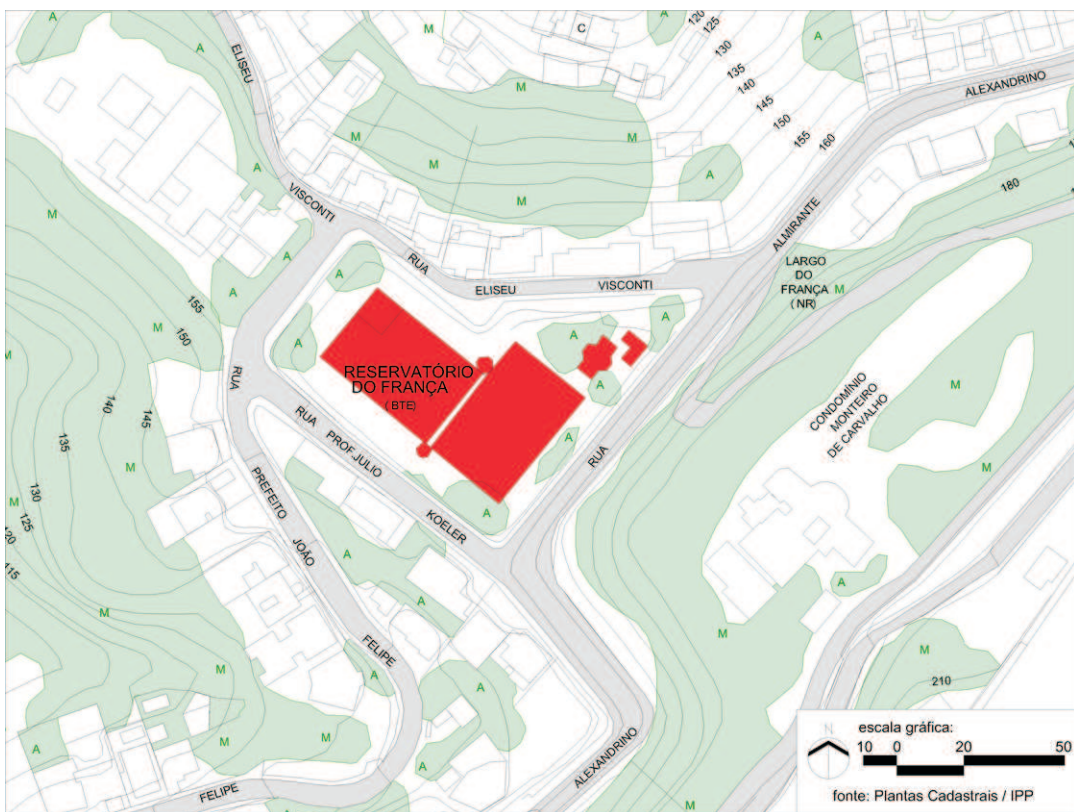 A
M
C
120
125
130
135
140
145
150
155
160
ELISEU
A
A
M
ALEXANDRINO
M
M
M
A
M
M
A
VISCONTI
180
M
A
RUA
ALMIRANTE
LARGO
DO
FRANÇA
(NR)
M
A
A
ELISEU
VISCONTI
155
150
M
A
A
A
RESERVATÓRIO
DO FRANÇA
(BTE)
A
RUA
M
140
145
135
M
M
RUA
PROF.JULIO
KOELER
A
RUA
CONDOMÍNIO
MONTEIRO
DE CARVALHO
M
M
130
125
120
115
M
A
PREFEITO
JOÃO
FELIPE
A
A
A
M
M
M
M
A
A
M
M
A
M
210
A
A
ALEXANDRINO
FELIPE
M
N
escala gráfica:
10 0 20 50
fonte: Plantas Cadastrais / IPP